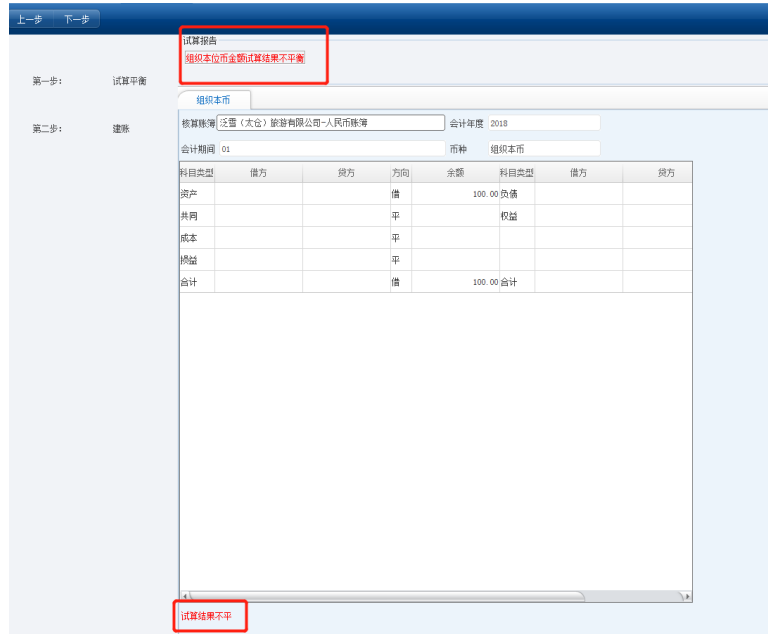 上一步 下一步
试算报告
组织本位币金额试算结果不平衡
第一步: 试算平衡
第二步: 建账
组织本币
核算账簿 泛雪（太仓）旅游有限公司-人民币账簿 会计年度 2018
会计期间 01 币种 组织本币
科目类型 借方 贷方 方向 余额 科目类型 借方 贷方
资产 借 100.00 负债
共同 平 权益
成本 平
损益 平
合计 借 100.00 合计
试算结果不平